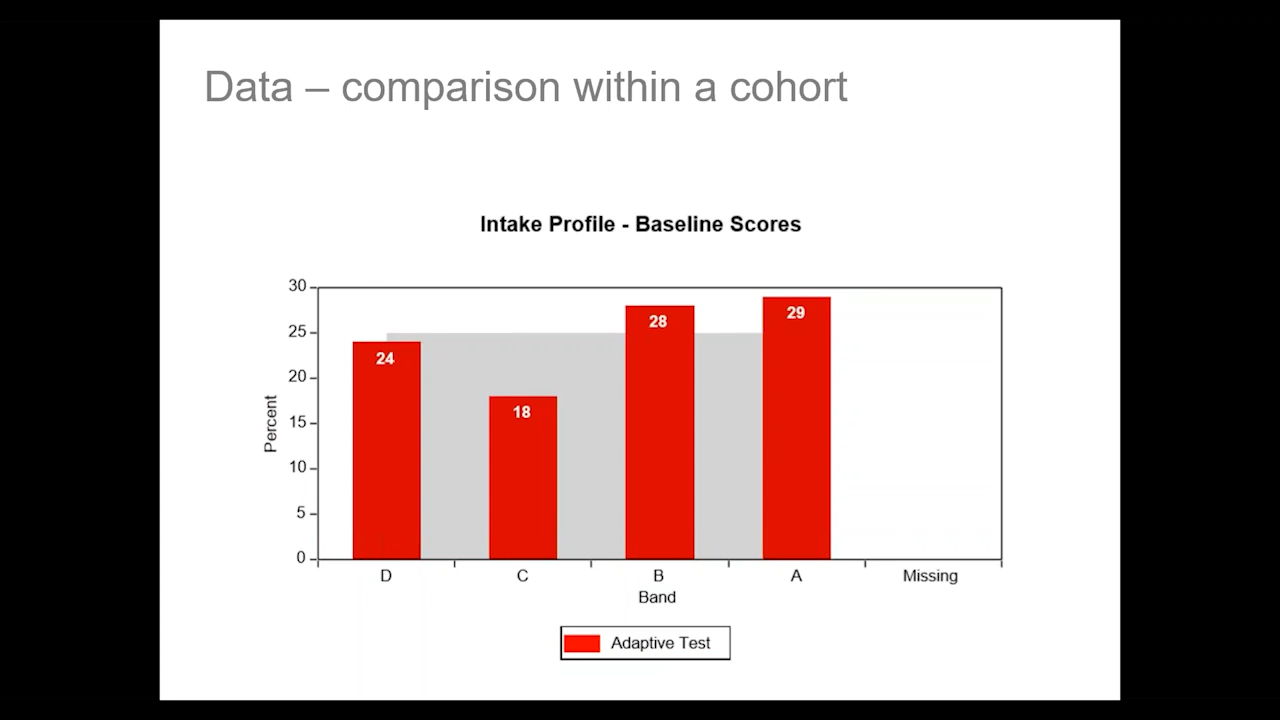 Data – comparison within a cohort
Intake Profile - Baseline Scores
30
25
20
15
10
5
0
Percent
24
18
28
29
D C B A Missing
Band
Adaptive Test